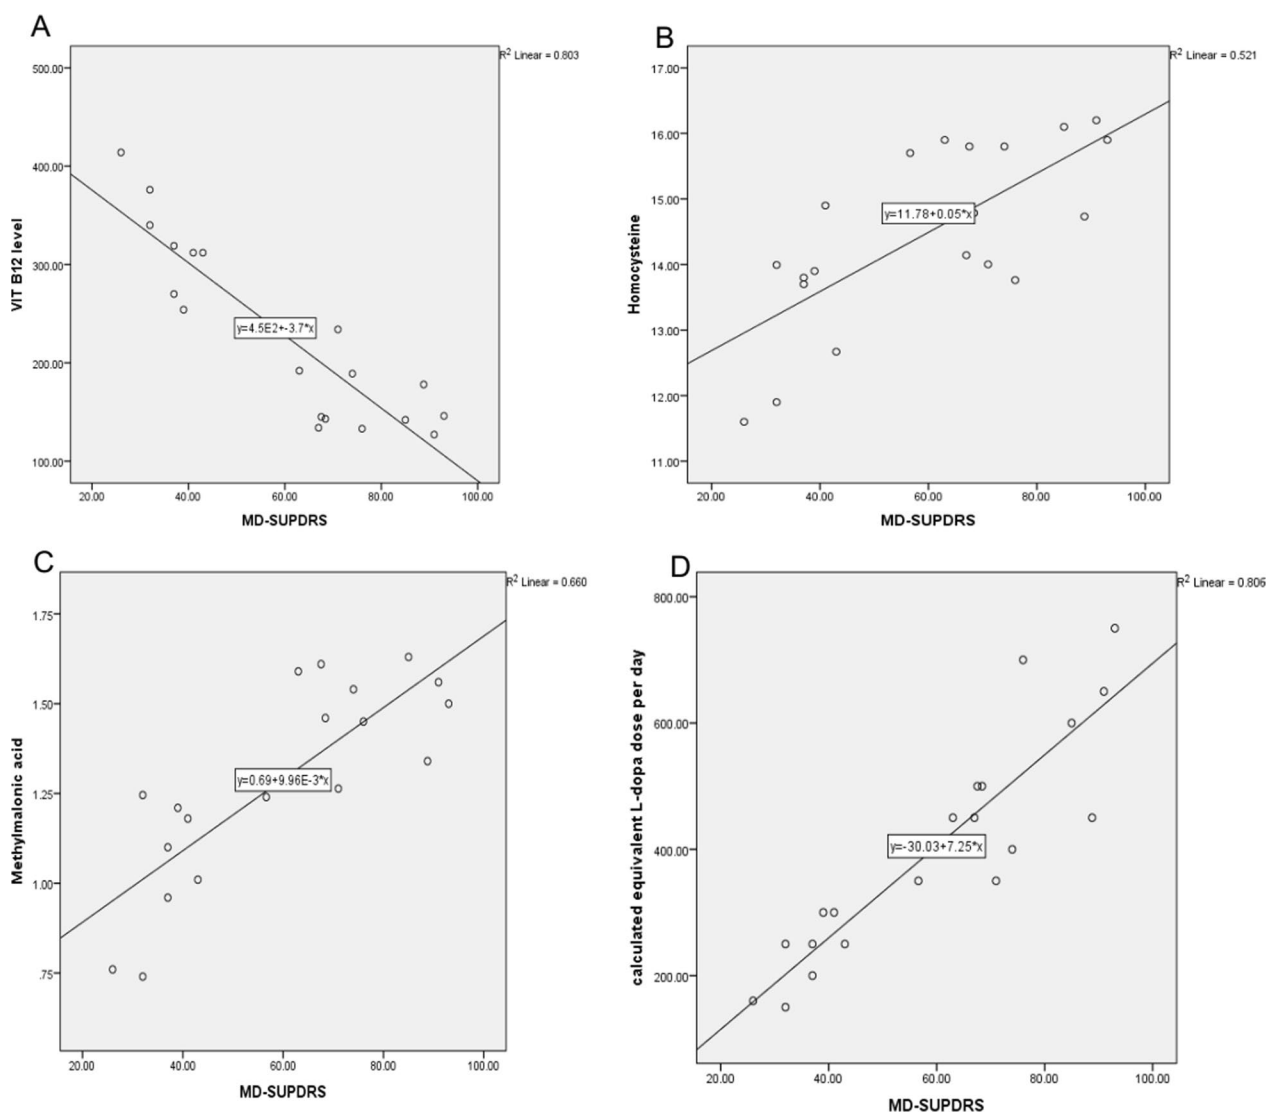 A
R2 Linear = 0.803
500.00
400.00
300.00
200.00
100.00
VIT B12 level
y=4.5E2+-3.7*x
20.00 40.00 60.00 80.00 100.00
MD-SUPDRS
B
R2 Linear = 0.521
17.00
16.00
15.00
14.00
13.00
12.00
11.00
Homocysteine
y=11.78+0.05*x
20.00 40.00 60.00 80.00 100.00
MD-SUPDRS
C
R2 Linear = 0.660
1.75
1.50
1.25
1.00
.75
Methylmalonic acid
y=0.69+9.96E-3*x
20.00 40.00 60.00 80.00 100.00
MD-SUPDRS
D
R2 Linear = 0.806
800.00
600.00
400.00
200.00
calculated equivalent L-dopa dose per day
y=-30.03+7.25*x
20.00 40.00 60.00 80.00 100.00
MD-SUPDRS